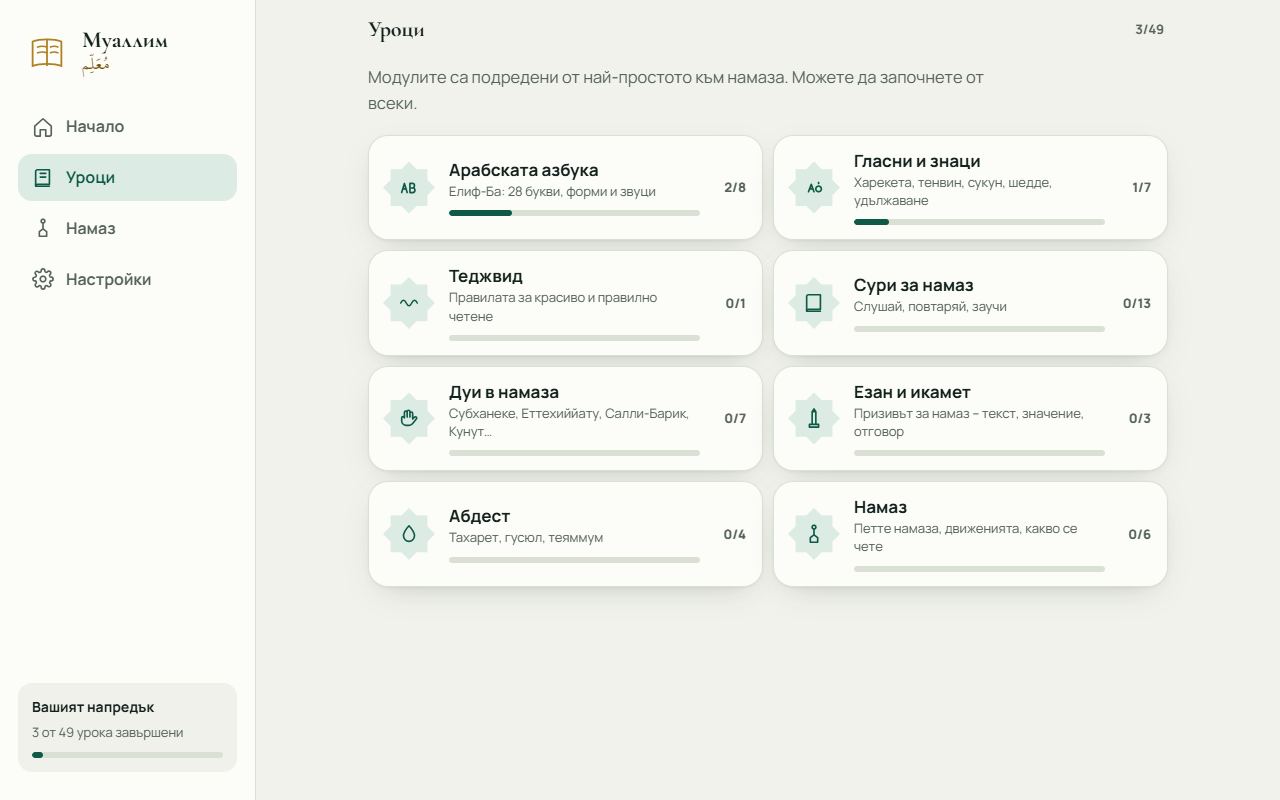 Муаллим
مُعَلِّم
Начало
Уроци
Намаз
Настройки
Вашият напредък
3 от 49 урока завършени
Уроци
3/49
Модулите са подредени от най-простото към намаза. Можете да започнете от
всеки.
Арабската азбука
Елиф-Ба: 28 букви, форми и звуци
2/8
Гласни и знаци
Харекета, тенвин, сукун, шедде,
удължаване
1/7
Теджвид
Правилата за красиво и правилно
четене
0/1
Сури за намаз
Слушай, повтаряй, заучи
0/13
Дуи в намаза
Субханеке, Еттехиййату, Салли-Барик,
Кунут...
0/7
Езан и икамет
Призивът за намаз – текст, значение,
отговор
0/3
Абдест
Тахарет, гусюл, теяммум
0/4
Намаз
Петте намаза, движенията, какво се
чете
0/6